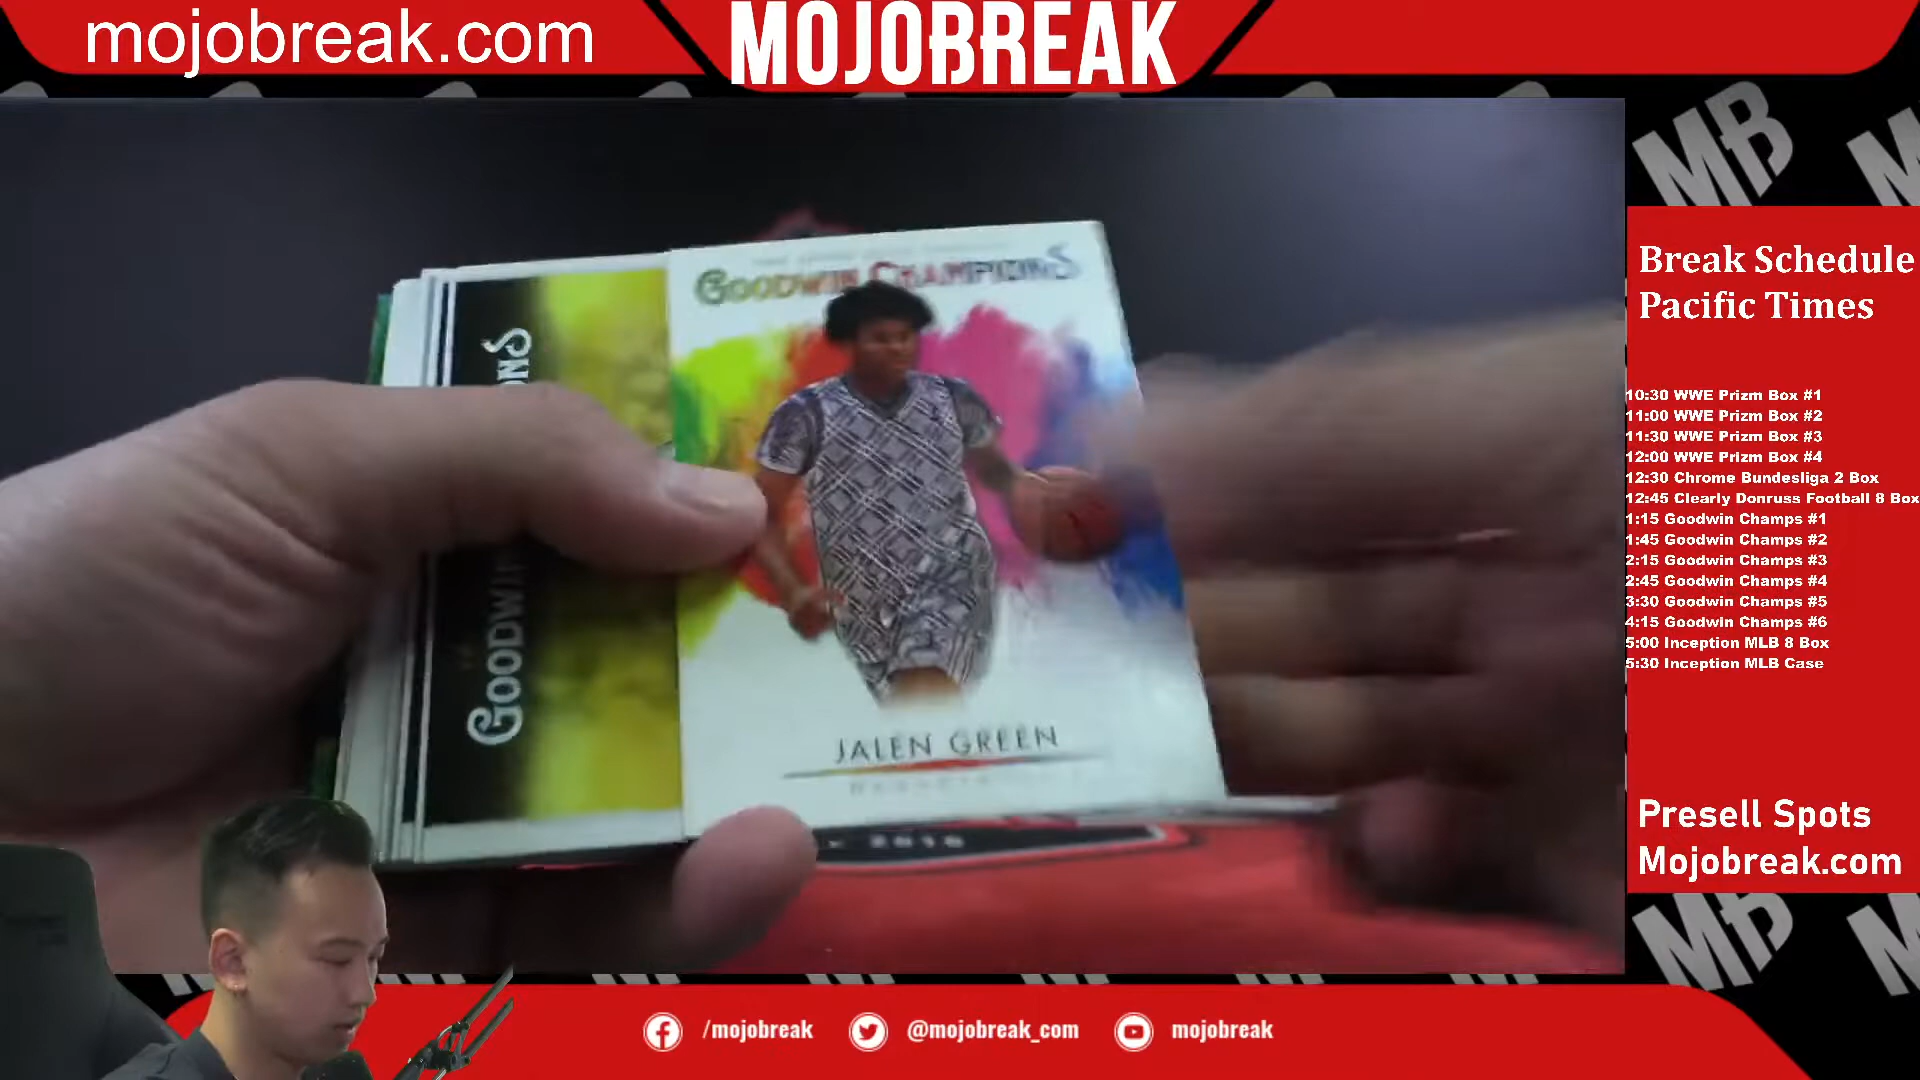 mojobreak.com
MOJOBREAK
MB
Break Schedule
Pacific Times
10:30 WWE Prizm Box #1
11:00 WWE Prizm Box #2
11:30 WWE Prizm Box #3
12:00 WWE Prizm Box #4
12:30 Chrome Bundesliga 2 Box
12:45 Clearly Donruss Football 8 Box
1:15 Goodwin Champs #1
1:45 Goodwin Champs #2
2:15 Goodwin Champs #3
2:45 Goodwin Champs #4
3:30 Goodwin Champs #5
4:15 Goodwin Champs #6
5:00 Inception MLB 8 Box
5:30 Inception MLB Case
Presell Spots
Mojobreak.com
MB
GOODWIN CHAMPIONS
JALEN GREEN
2016
/mojobreak
@mojobreak_com
mojobreak